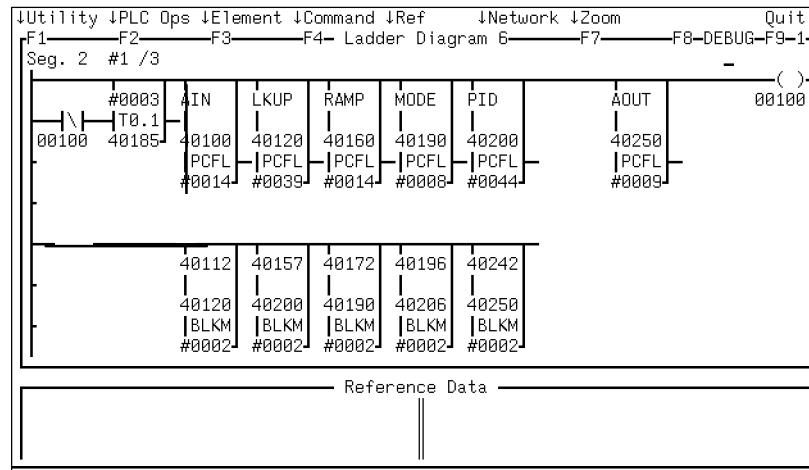 ↓Utility ↓PLC Ops ↓Element ↓Command ↓Ref ↓Network ↓Zoom Quit
F1 F2 F3 F4- Ladder Diagram 6 F7 F8-DEBUG-F9-1-
Seg. 2 #1 /3
( )
#0003 AIN LKUP RAMP MODE PID AOUT 00100
\ T0.1
00100 40185 40100 40120 40160 40190 40200 40250
PCFL PCFL PCFL PCFL PCFL PCFL
#0014 #0039 #0014 #0008 #0044 #0009
40112 40157 40172 40196 40242
40120 40200 40190 40206 40250
BLKM BLKM BLKM BLKM BLKM
#0002 #0002 #0002 #0002 #0002
Reference Data